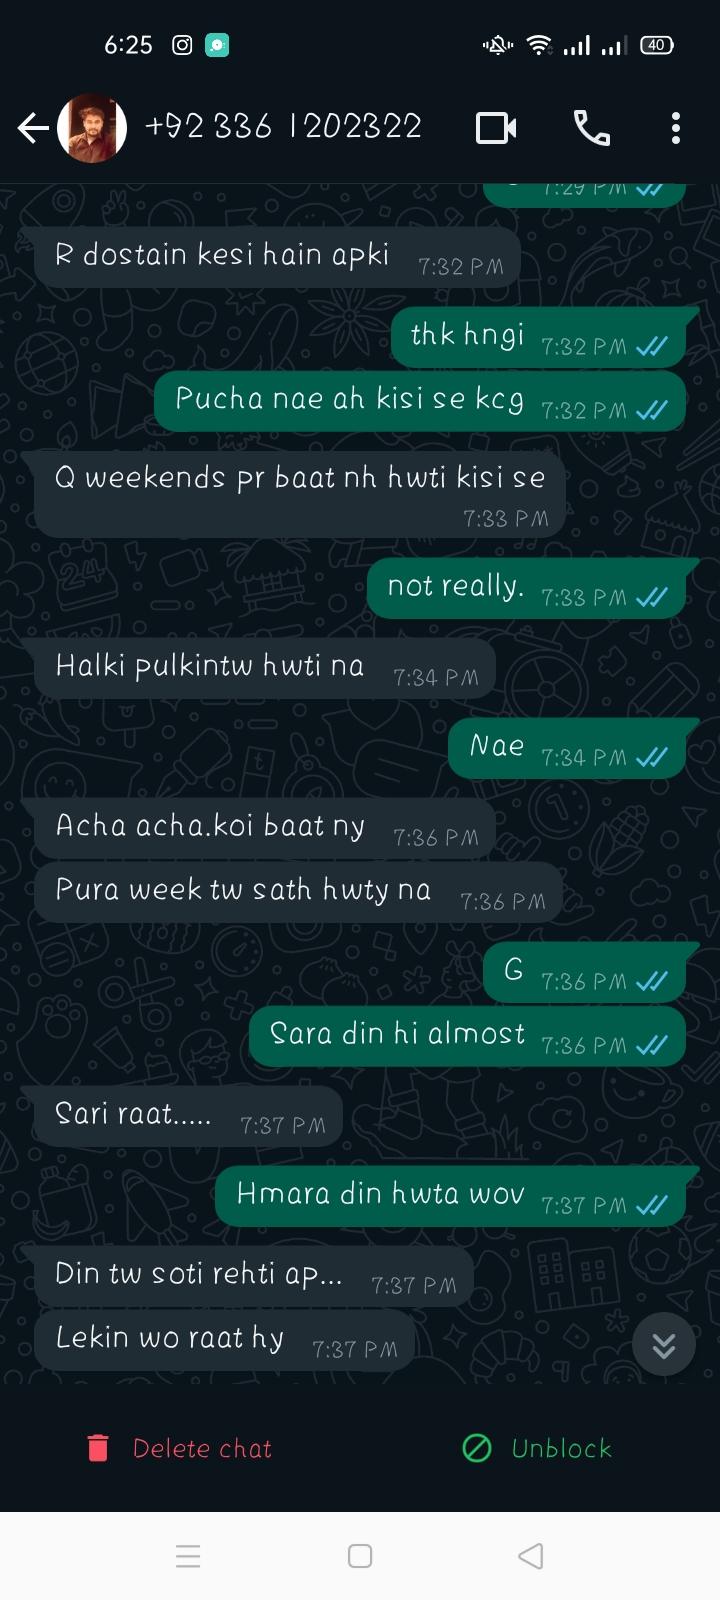 6:25
40
+92 336 1202322
7:29 PM
R dostain kesi hain apki 7:32 PM
thk hngi 7:32 PM
Pucha nae ah kisi se kcg 7:32 PM
Q weekends pr baat nh hwti kisi se
7:33 PM
not really. 7:33 PM
Halki pulkintw hwti na 7:34 PM
Nae 7:34 PM
Acha acha.koi baat ny 7:36 PM
Pura week tw sath hwty na 7:36 PM
G 7:36 PM
Sara din hi almost 7:36 PM
Sari raat..... 7:37 PM
Hmara din hwta wov 7:37 PM
Din tw soti rehti ap... 7:37 PM
Lekin wo raat hy 7:37 PM
Delete chat
Unblock